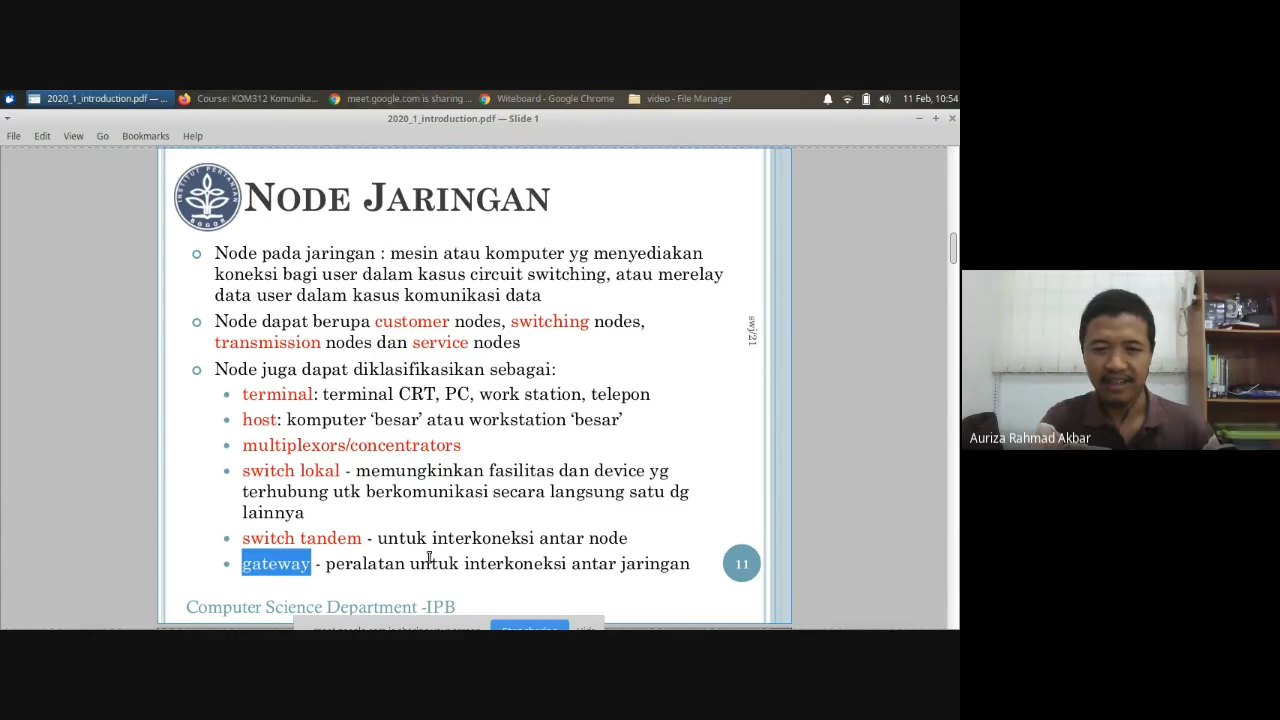 2020_1_introduction.pdf — ...
Course: KOM312 Komunika...
meet.google.com is sharing ...
Witeboard - Google Chrome
video - File Manager
11 Feb, 10:54
2020_1_introduction.pdf — Slide 1
File Edit View Go Bookmarks Help
INSTITUT PERTANIAN
BOGOR
NODE JARINGAN
Node pada jaringan : mesin atau komputer yg menyediakan
koneksi bagi user dalam kasus circuit switching, atau merelay
data user dalam kasus komunikasi data
Node dapat berupa customer nodes, switching nodes,
transmission nodes dan service nodes
Node juga dapat diklasifikasikan sebagai:
terminal: terminal CRT, PC, work station, telepon
host: komputer ‘besar’ atau workstation ‘besar’
multiplexors/concentrators
switch lokal - memungkinkan fasilitas dan device yg
terhubung utk berkomunikasi secara langsung satu dg
lainnya
switch tandem - untuk interkoneksi antar node
gateway - peralatan untuk interkoneksi antar jaringan
swj/21
11
Computer Science Department -IPB
Auriza Rahmad Akbar